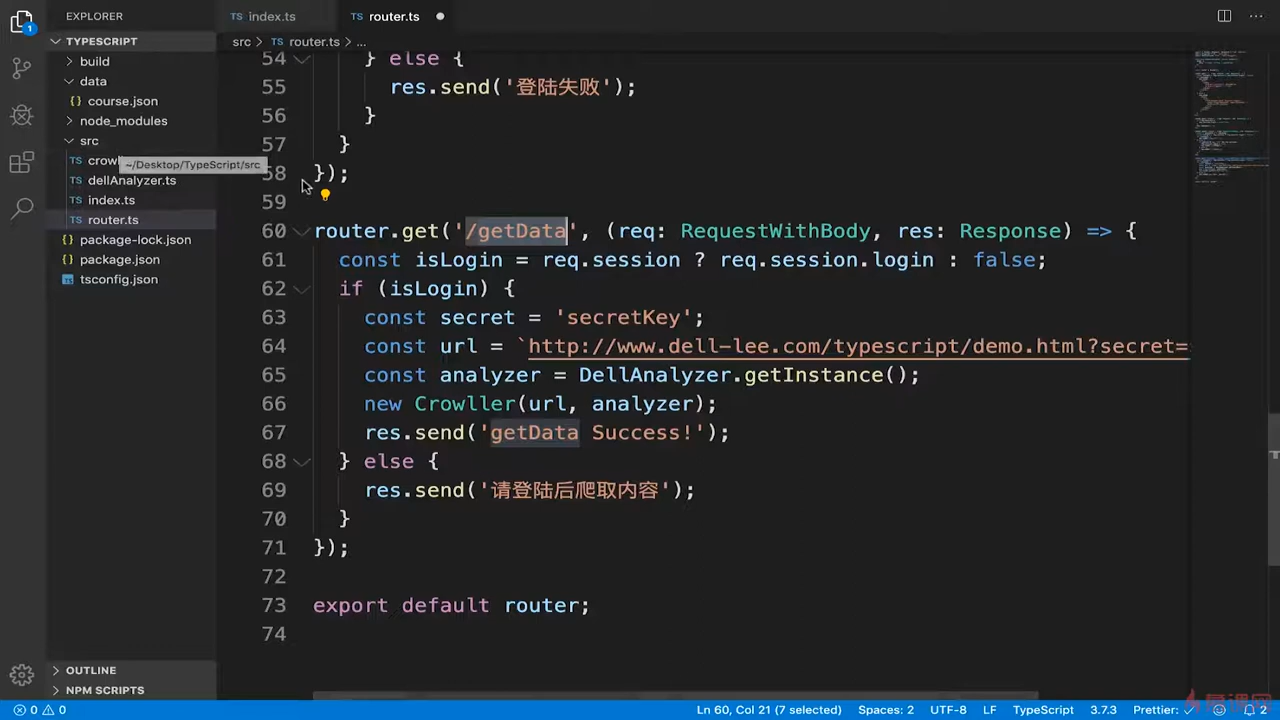 EXPLORER
TS index.ts
TS router.ts
TYPESCRIPT
src > TS router.ts > ...
build
data
course.json
node_modules
src
TS crowl
~/Desktop/TypeScript/src
TS dellAnalyzer.ts
TS index.ts
TS router.ts
{} package-lock.json
{} package.json
tsconfig.json
54 } else {
55 res.send('登陆失败');
56 }
57 }
58 });
59
60 router.get('/getData', (req: RequestWithBody, res: Response) => {
61 const isLogin = req.session ? req.session.login : false;
62 if (isLogin) {
63 const secret = 'secretKey';
64 const url = `http://www.dell-lee.com/typescript/demo.html?secret=
65 const analyzer = DellAnalyzer.getInstance();
66 new Crowller(url, analyzer);
67 res.send('getData Success!');
68 } else {
69 res.send('请登陆后爬取内容');
70 }
71 });
72
73 export default router;
74
OUTLINE
NPM SCRIPTS
0 0 Ln 60, Col 21 (7 selected) Spaces: 2 UTF-8 LF TypeScript 3.7.3 Prettier: ✓ 2